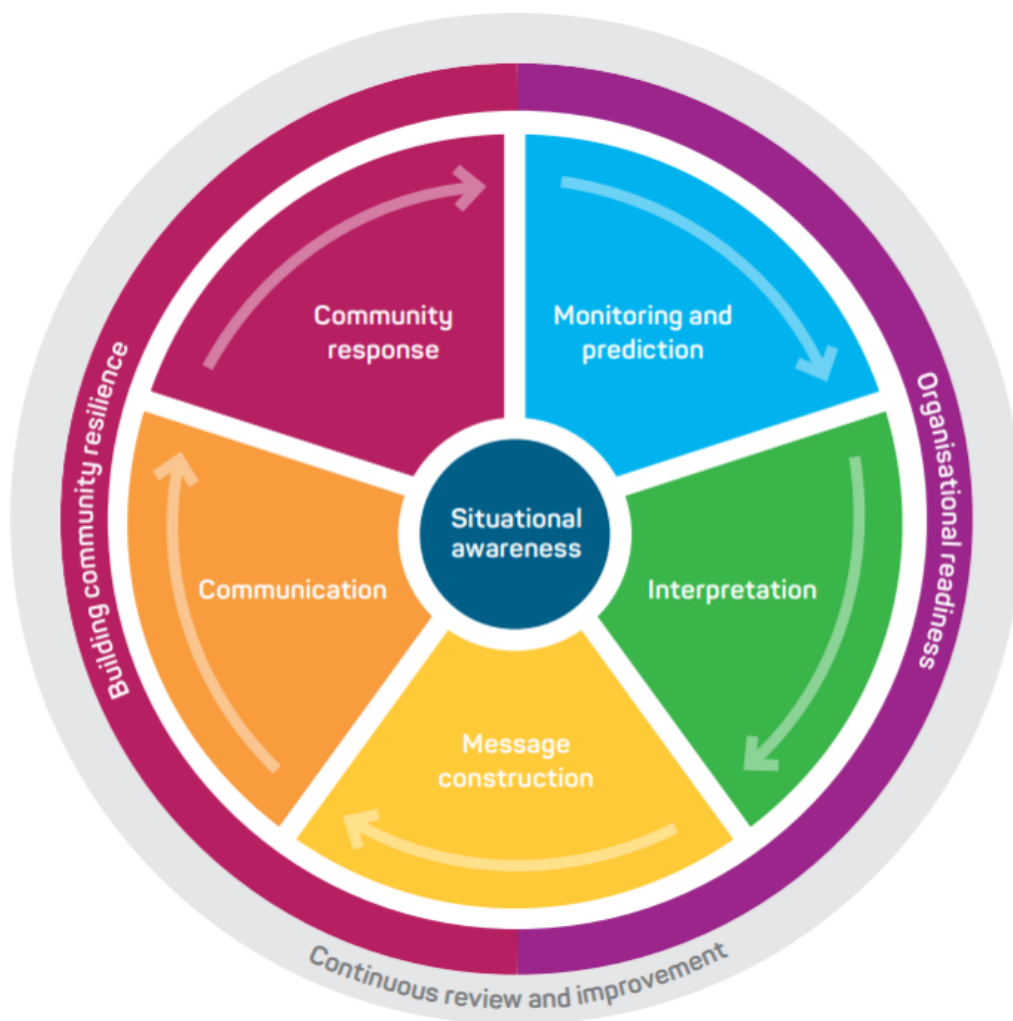 Community
response
Monitoring and
prediction
Building community resilience
Organisational readiness
Situational
awareness
Communication
Interpretation
Message
construction
Continuous review and improvement